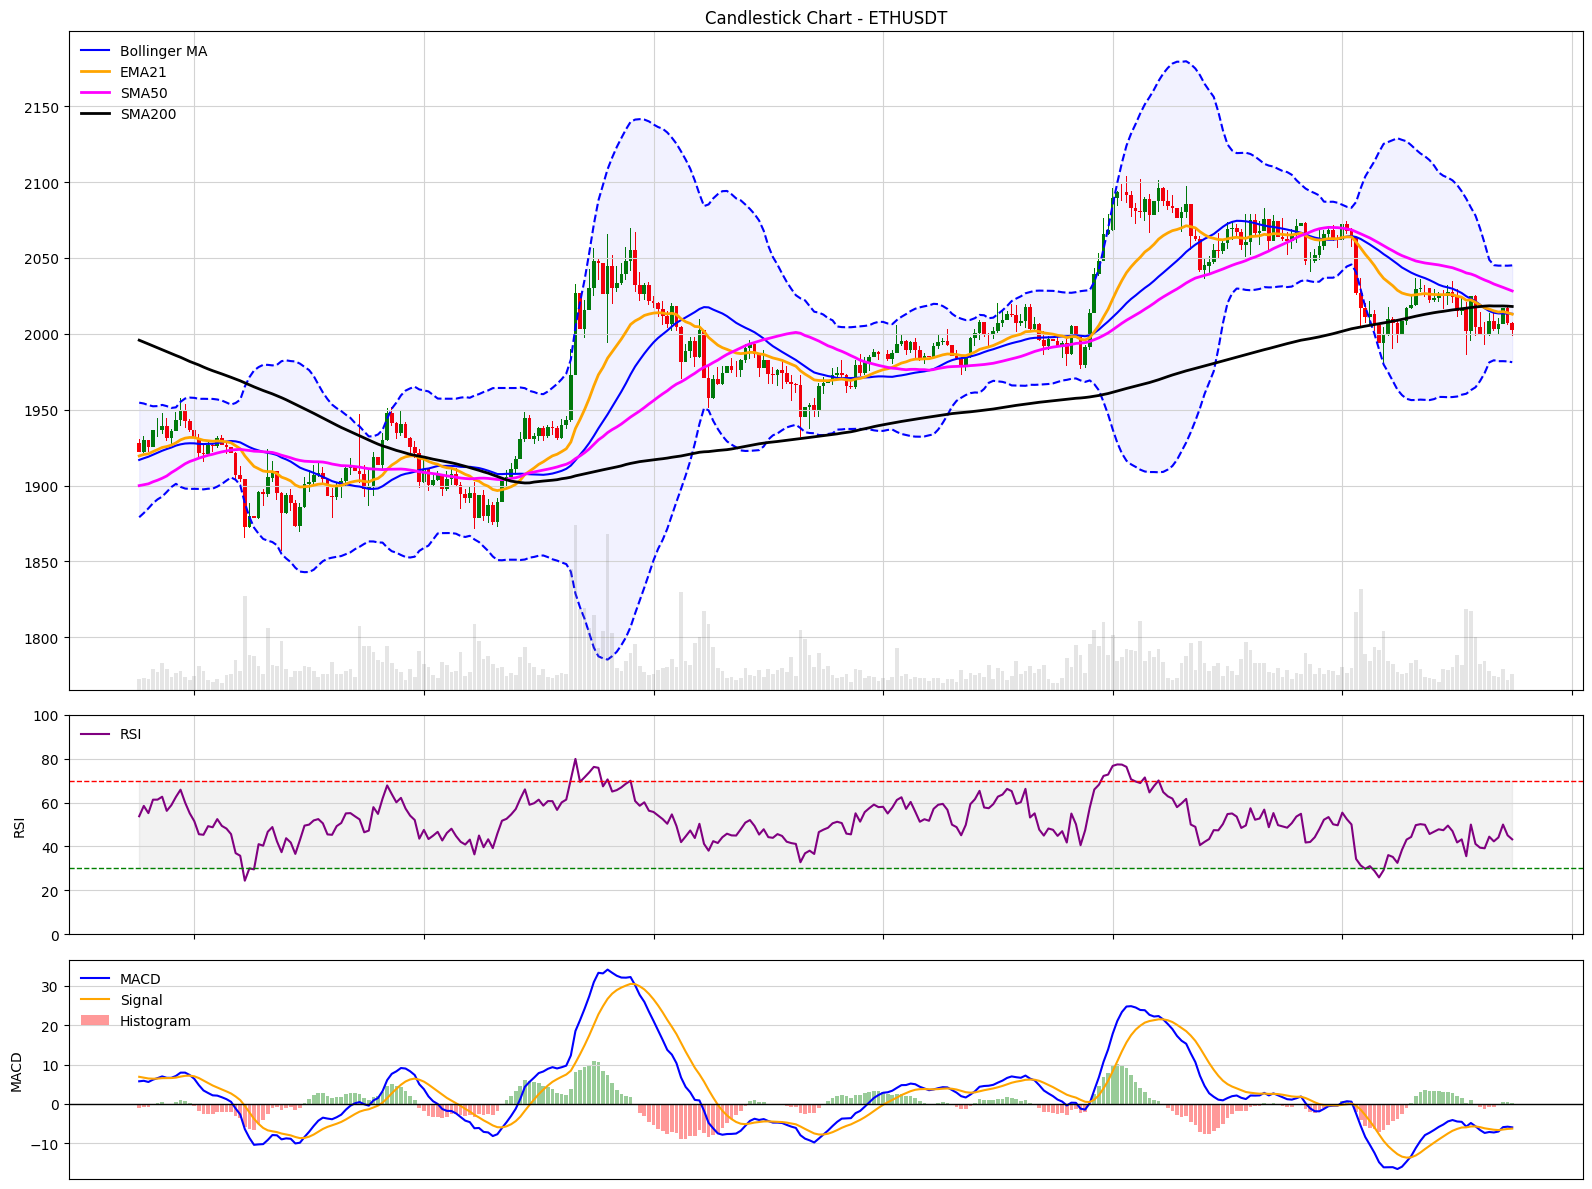 Candlestick Chart - ETHUSDT
Bollinger MA
EMA21
SMA50
SMA200
2150
2100
2050
2000
1950
1900
1850
1800
RSI
RSI
100
80
60
40
20
0
MACD
Signal
Histogram
MACD
30
20
10
0
−10